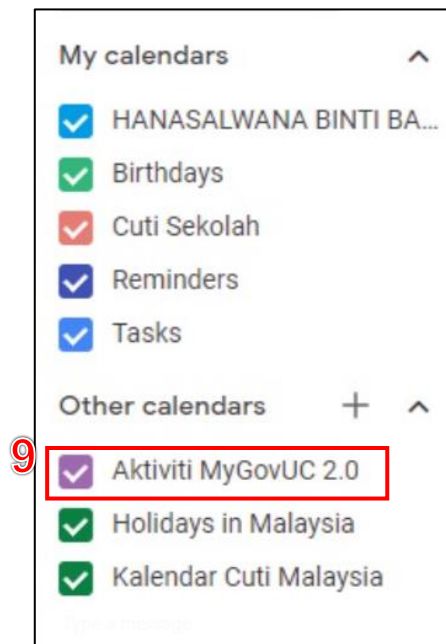 My calendars
HANASALWANA BINTI BA...
Birthdays
Cuti Sekolah
Reminders
Tasks
Other calendars
9
Aktiviti MyGovUC 2.0
Holidays in Malaysia
Kalendar Cuti Malaysia